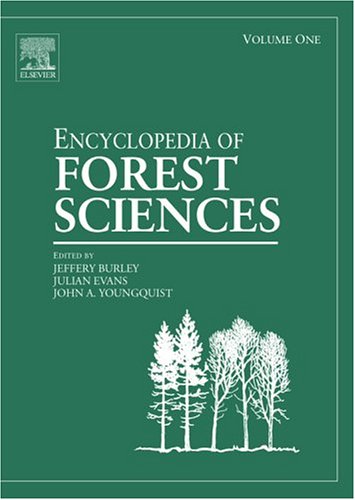 ELSEVIER
VOLUME ONE
ENCYCLOPEDIA OF
FOREST
SCIENCES
EDITED BY
JEFFERY BURLEY
JULIAN EVANS
JOHN A. YOUNGQUIST